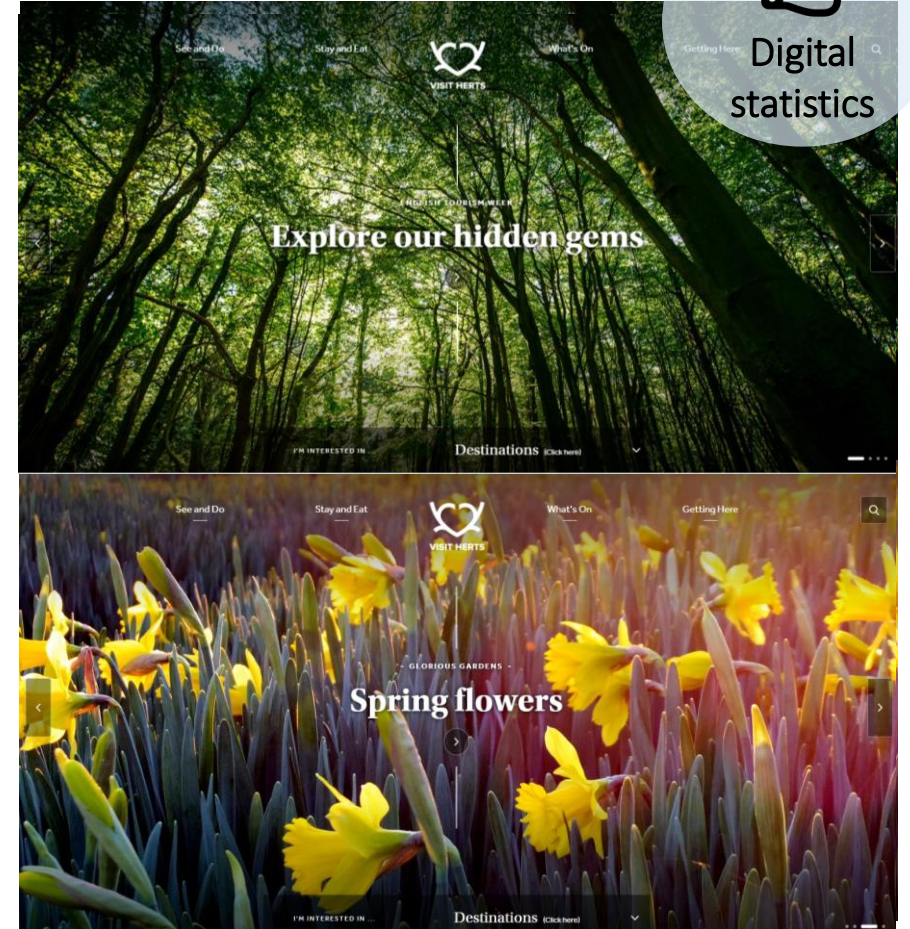 Digital
statistics
See and Do
Stay and Eat
VISIT HERTS
What's On
Getting Here
ENGLISH TOURISM WEEK
Explore our hidden gems
I'M INTERESTED IN ...
Destinations (Click here)
See and Do
Stay and Eat
VISIT HERTS
What's On
Getting Here
- GLORIOUS GARDENS -
Spring flowers
I'M INTERESTED IN ...
Destinations (Click here)